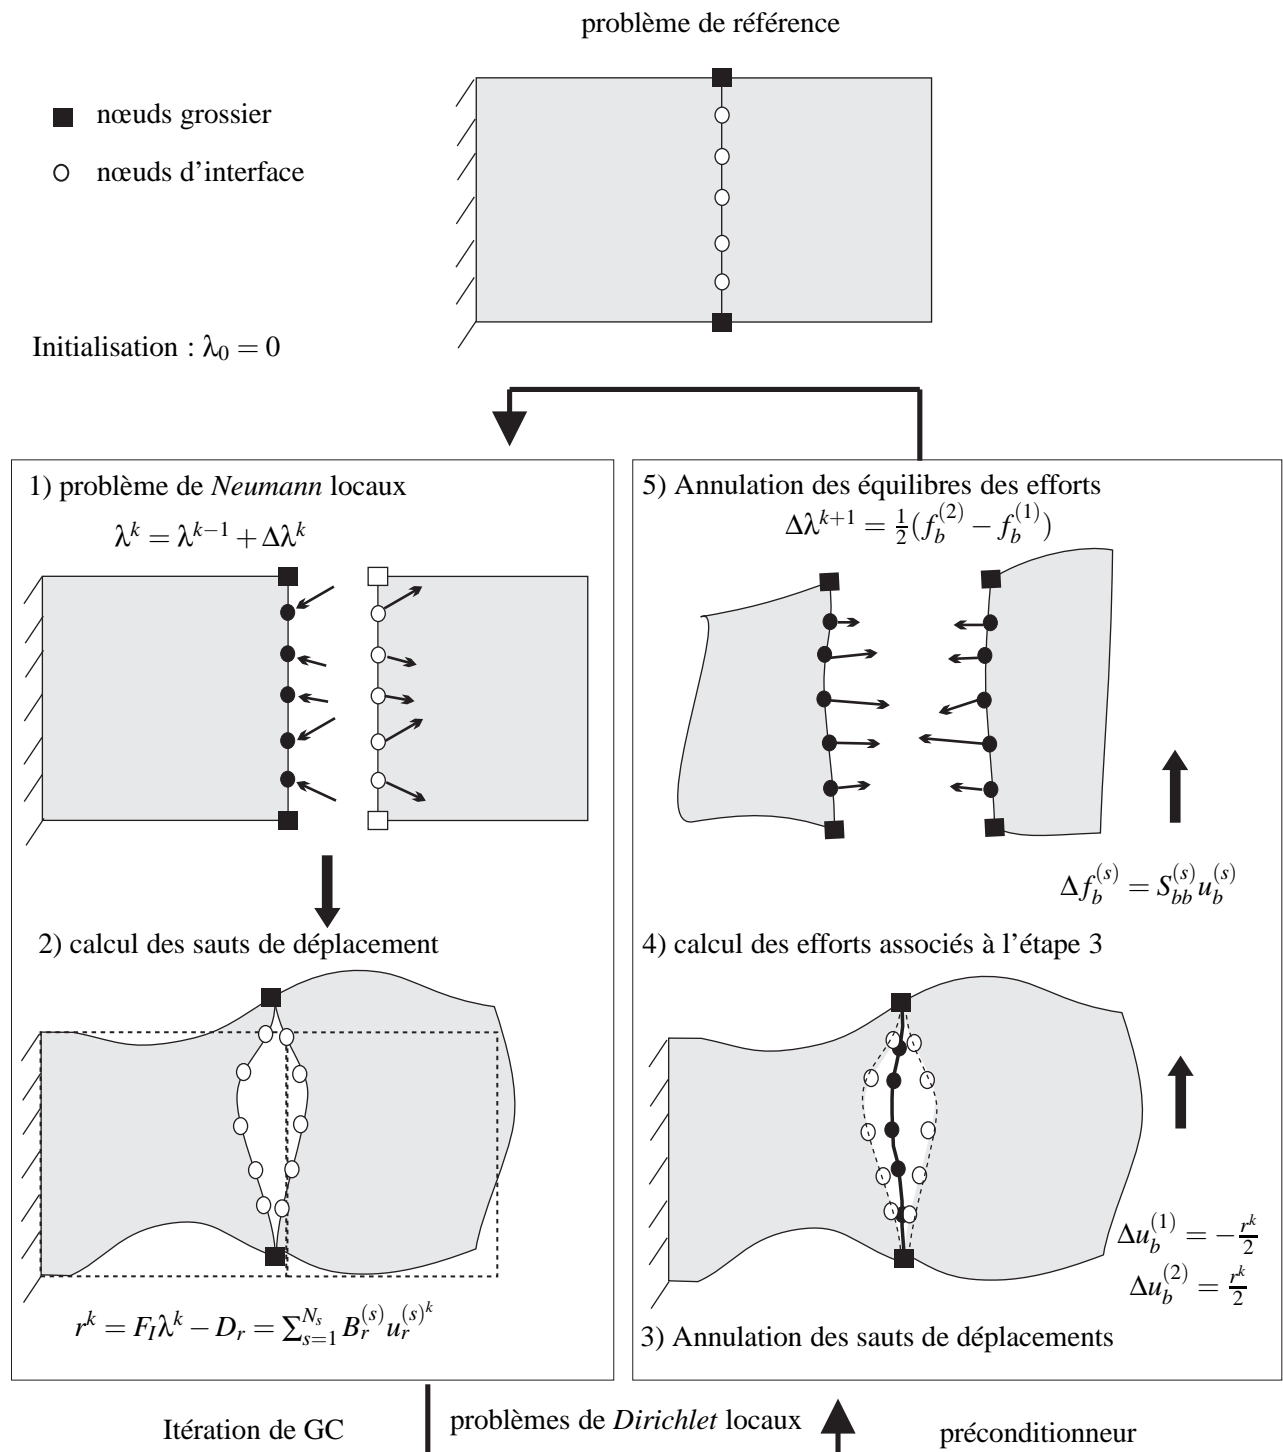 problème de référence
nœuds grossier
nœuds d'interface
Initialisation : λ₀ = 0
1) problème de Neumann locaux
λ^k = λ^{k−1} + Δλ^k
2) calcul des sauts de déplacement
r^k = F_I λ^k − D_r = ∑_{s=1}^{N_s} B_r^{(s)} u_r^{(s)^k}
5) Annulation des équilibres des efforts
Δλ^{k+1} = 1/2 (f_b^{(2)} − f_b^{(1)})
Δf_b^{(s)} = S_{bb}^{(s)} u_b^{(s)}
4) calcul des efforts associés à l'étape 3
Δu_b^{(1)} = − r^k/2
Δu_b^{(2)} = r^k/2
3) Annulation des sauts de déplacements
Itération de GC
problèmes de Dirichlet locaux
préconditionneur